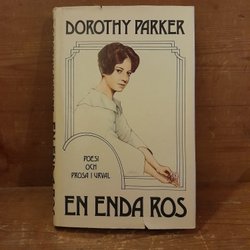 DOROTHY PARKER
POESI
OCH
PROSA I URVAL
EN ENDA ROS